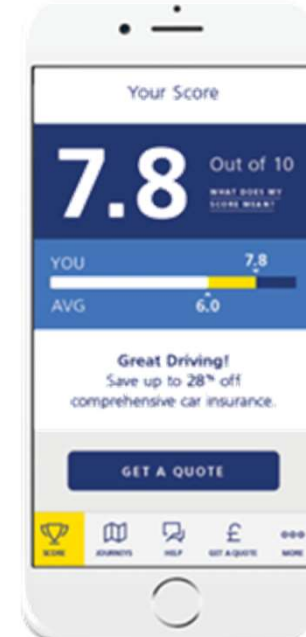 Your Score
7.8
Out of 10
WHAT DOES MY
SCORE MEAN?
YOU
7.8
AVG
6.0
Great Driving!
Save up to 28% off
comprehensive car insurance.
GET A QUOTE
SCORE
JOURNEYS
HELP
GET A QUOTE
MORE